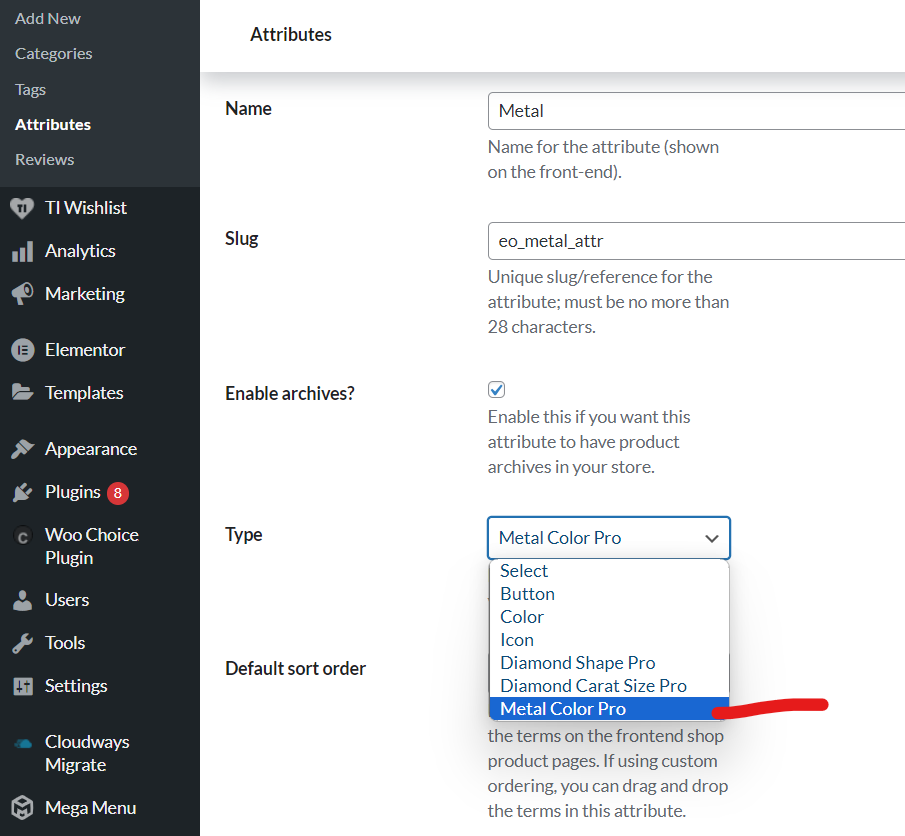 Add New
Categories
Tags
Attributes
Reviews
TI Wishlist
Analytics
Marketing
Elementor
Templates
Appearance
Plugins 8
Woo Choice
Plugin
Users
Tools
Settings
Cloudways
Migrate
Mega Menu
Attributes
Name
Metal
Name for the attribute (shown
on the front-end).
Slug
eo_metal_attr
Unique slug/reference for the
attribute; must be no more than
28 characters.
Enable archives?
Enable this if you want this
attribute to have product
archives in your store.
Type
Metal Color Pro
Select
Button
Color
Icon
Diamond Shape Pro
Diamond Carat Size Pro
Metal Color Pro
Default sort order
the terms on the frontend shop
product pages. If using custom
ordering, you can drag and drop
the terms in this attribute.